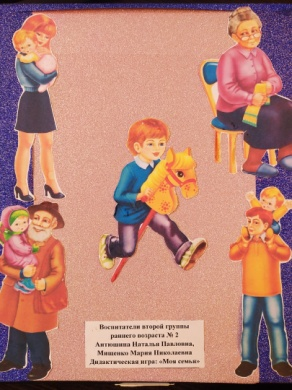 Воспитатели второй группы
раннего возраста № 2
Антюшина Наталья Павловна,
Мищенко Мария Николаевна
Дидактическая игра: «Моя семья»